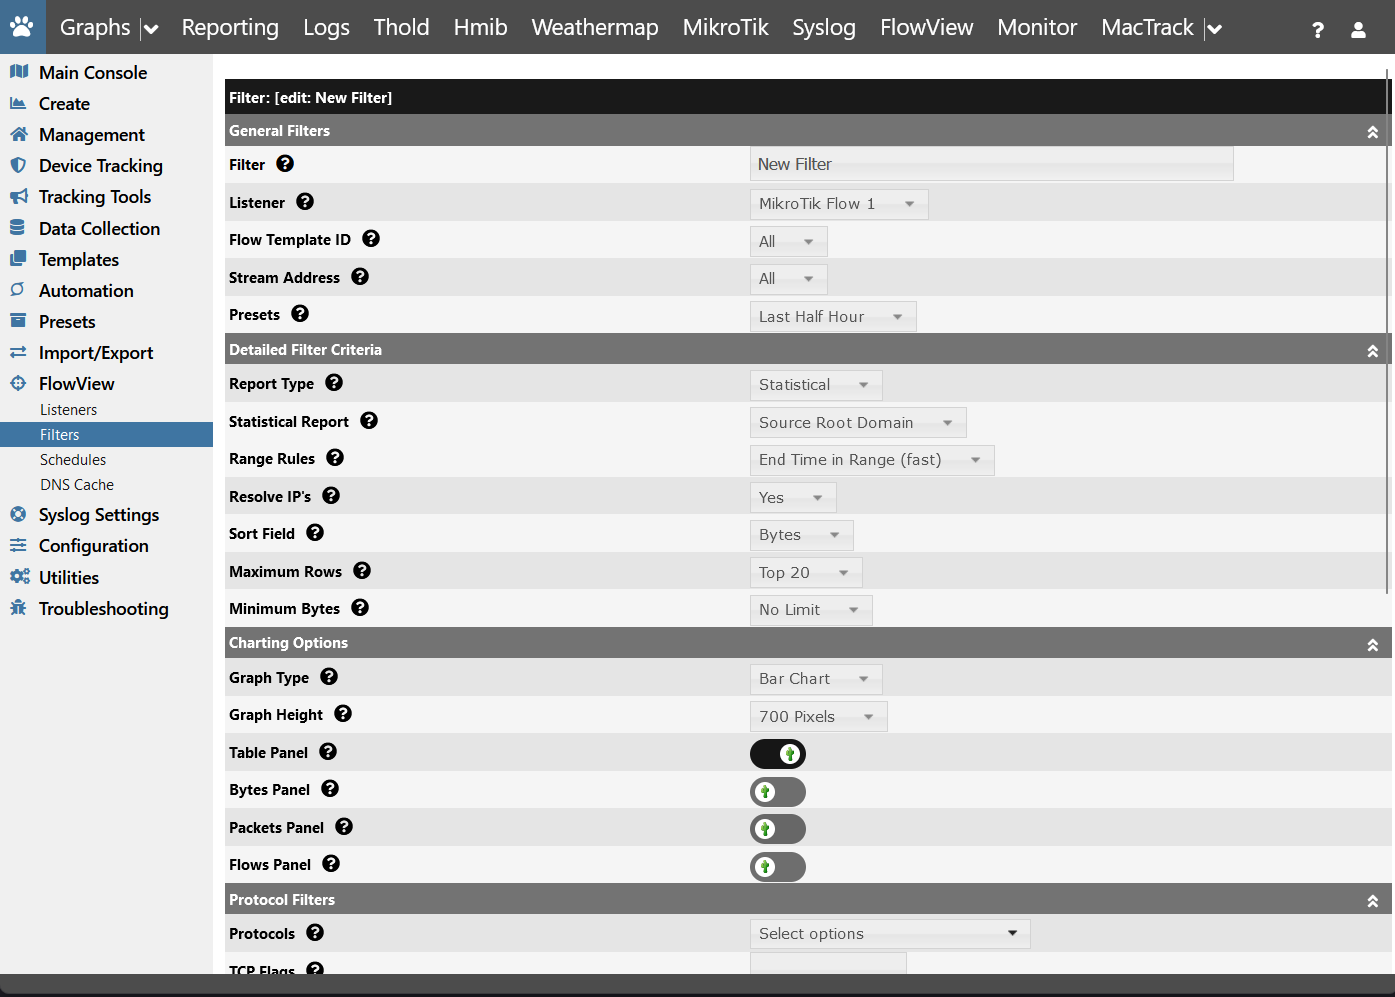 Graphs Reporting Logs Thold Hmib Weathermap MikroTik Syslog FlowView Monitor MacTrack
Main Console
Create
Management
Device Tracking
Tracking Tools
Data Collection
Templates
Automation
Presets
Import/Export
FlowView
Listeners
Filters
Schedules
DNS Cache
Syslog Settings
Configuration
Utilities
Troubleshooting
Filter: [edit: New Filter]
General Filters
Filter New Filter
Listener MikroTik Flow 1
Flow Template ID All
Stream Address All
Presets Last Half Hour
Detailed Filter Criteria
Report Type Statistical
Statistical Report Source Root Domain
Range Rules End Time in Range (fast)
Resolve IP's Yes
Sort Field Bytes
Maximum Rows Top 20
Minimum Bytes No Limit
Charting Options
Graph Type Bar Chart
Graph Height 700 Pixels
Table Panel
Bytes Panel
Packets Panel
Flows Panel
Protocol Filters
Protocols Select options
TCP Flags